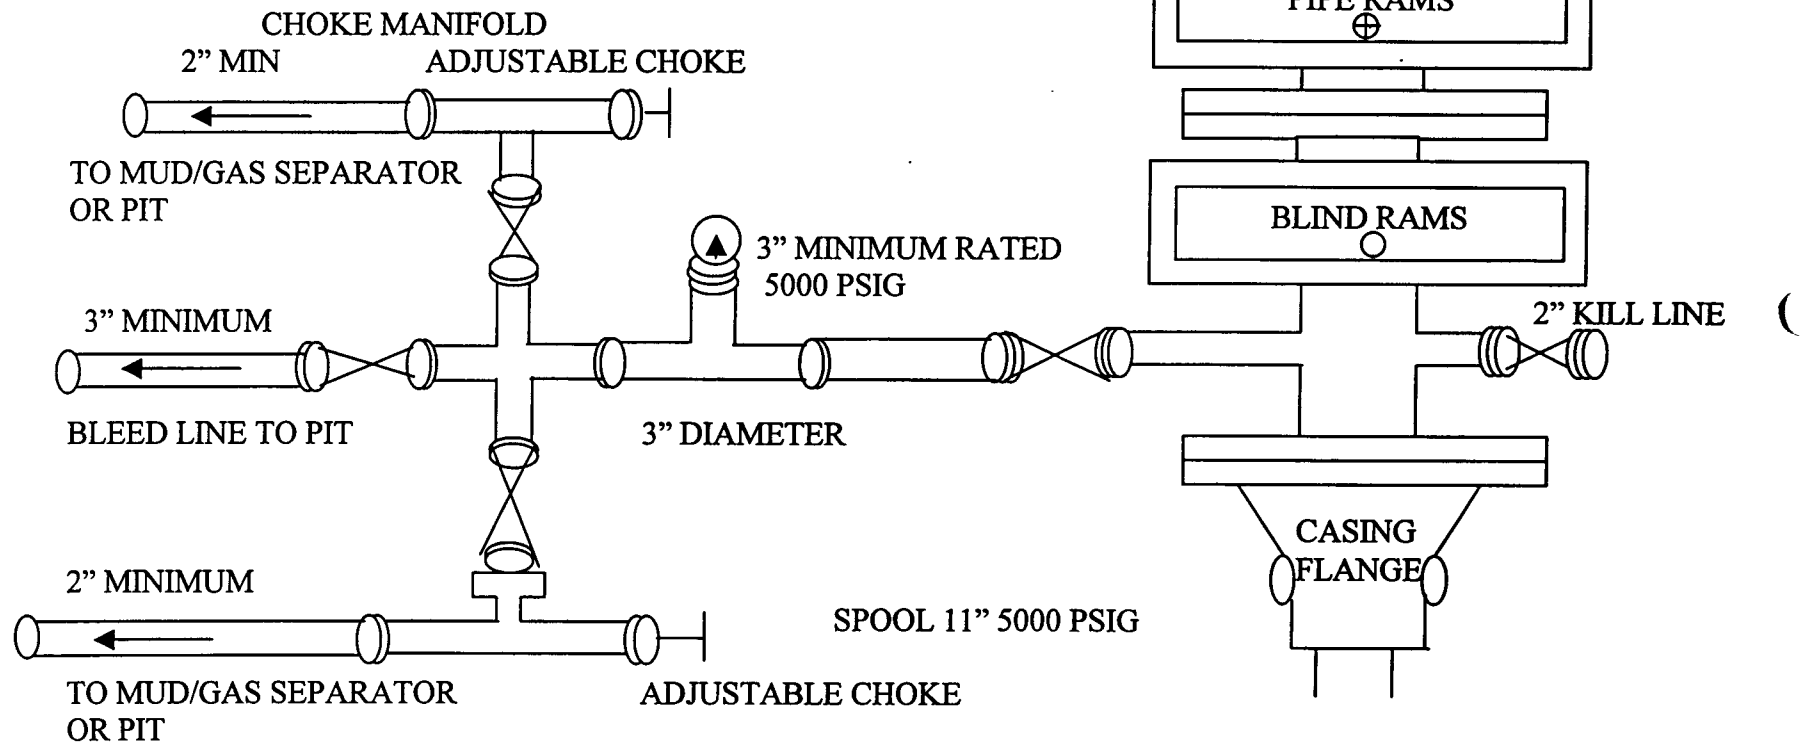 CHOKE MANIFOLD
2” MIN
ADJUSTABLE CHOKE
TO MUD/GAS SEPARATOR
OR PIT
3” MINIMUM RATED
5000 PSIG
3” MINIMUM
BLEED LINE TO PIT
3” DIAMETER
2” MINIMUM
TO MUD/GAS SEPARATOR
OR PIT
ADJUSTABLE CHOKE
SPOOL 11” 5000 PSIG
PIPE RAMS
BLIND RAMS
2” KILL LINE
CASING
FLANGE